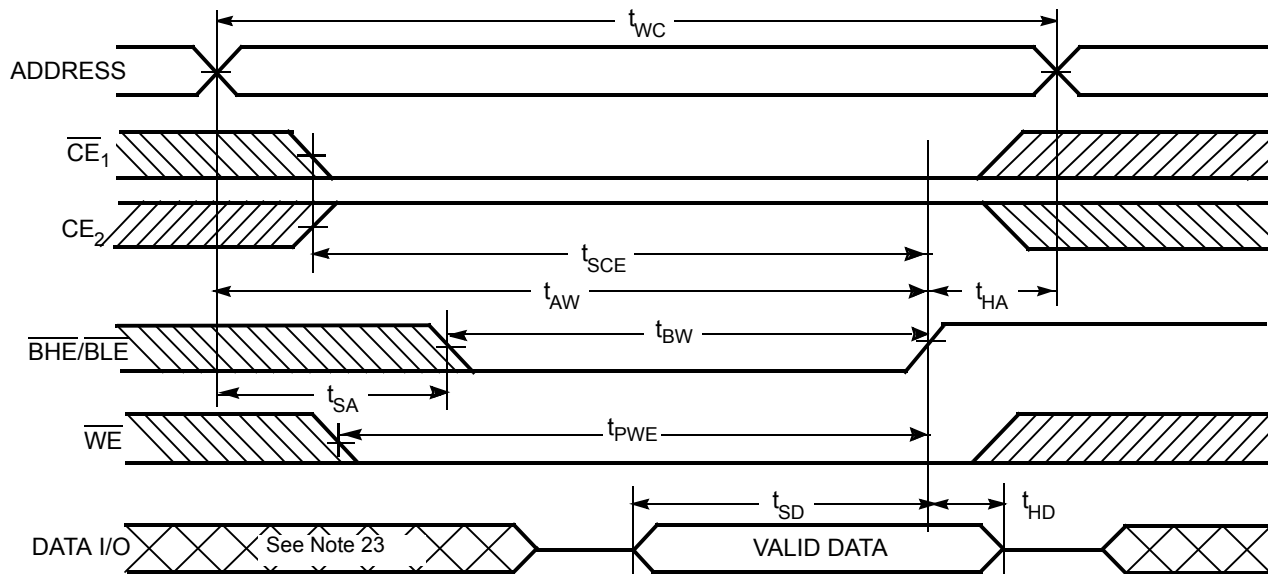 tWC
ADDRESS
CE1
CE2
tSCE
tAW
tHA
BHE/BLE
tBW
tSA
WE
tPWE
tSD
tHD
DATA I/O
See Note 23
VALID DATA